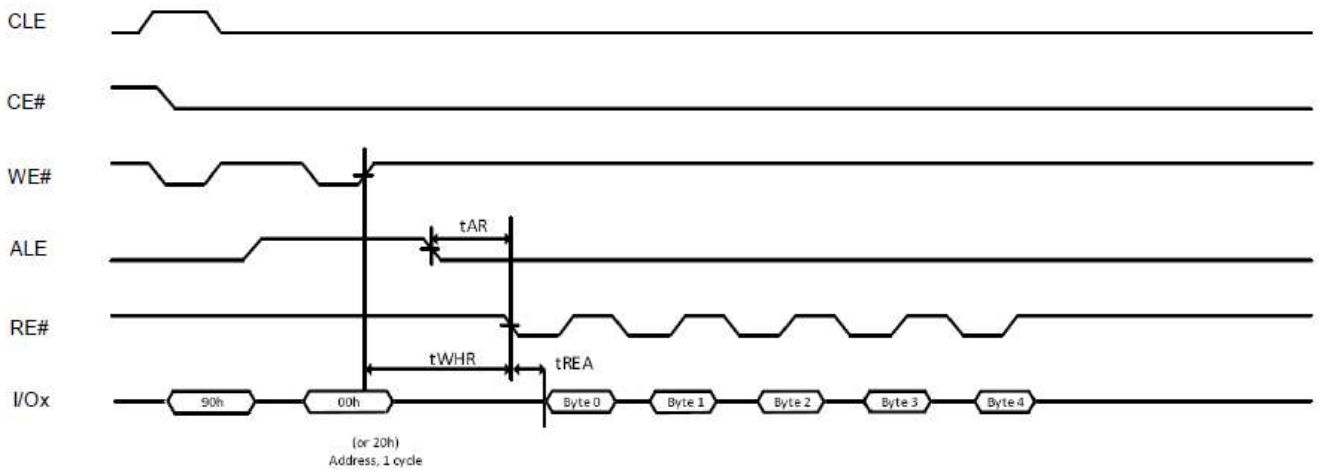 CLE
CE#
WE#
ALE
tAR
RE#
tWHR
tREA
I/Ox
90h
00h
Byte 0
Byte 1
Byte 2
Byte 3
Byte 4
(or 20h)
Address, 1 cycle